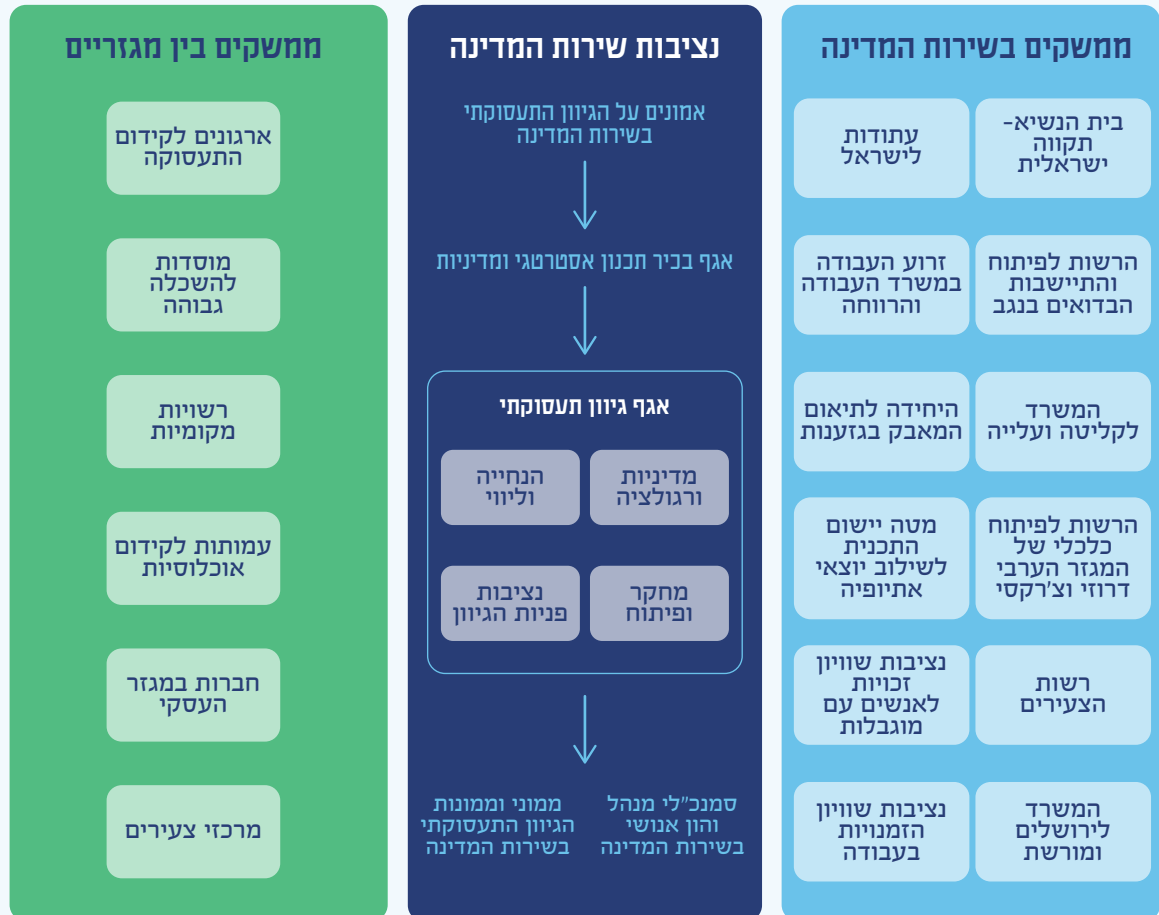 ממשקים בשירות המדינה
בית הנשיא-
תקווה
ישראלית
עתודות
לישראל
הרשות לפיתוח
והתיישבות
הבדואים בנגב
זרוע העבודה
במשרד העבודה
והרווחה
המשרד
לקליטה ועלייה
היחידה לתיאום
המאבק בגזענות
הרשות לפיתוח
כלכלי של
המגזר הערבי
דרוזי וצ'רקסי
מטה יישום
התכנית
לשילוב יוצאי
אתיופיה
רשות
הצעירים
נציבות שוויון
זכויות
לאנשים עם
מוגבלות
המשרד
לירושלים
ומורשת
נציבות שוויון
הזמנויות
בעבודה
נציבות שירות המדינה
אמונים על הגיוון התעסוקתי
בשירות המדינה
אגף בכיר תכנון אסטרטגי ומדיניות
אגף גיוון תעסוקתי
מדיניות
ורגולציה
הנחייה
וליווי
מחקר
ופיתוח
נציבות
פניות הגיוון
סמנכ"לי מנהל
והון אנושי
בשירות המדינה
ממוני וממונות
הגיוון התעסוקתי
בשירות המדינה
ממשקים בין מגזריים
ארגונים לקידום
התעסוקה
מוסדות
להשכלה
גבוהה
רשויות
מקומיות
עמותות לקידום
אוכלוסיות
חברות במגזר
העסקי
מרכזי צעירים